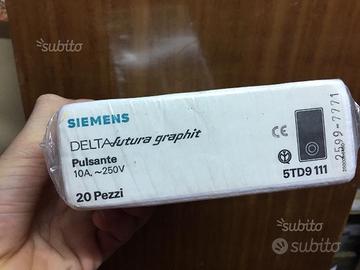 subito
SIEMENS
DELTA futura graphit
Pulsante
10A. ~250V
20 Pezzi
CE
5TD9 111
2599-7771
subito
subito